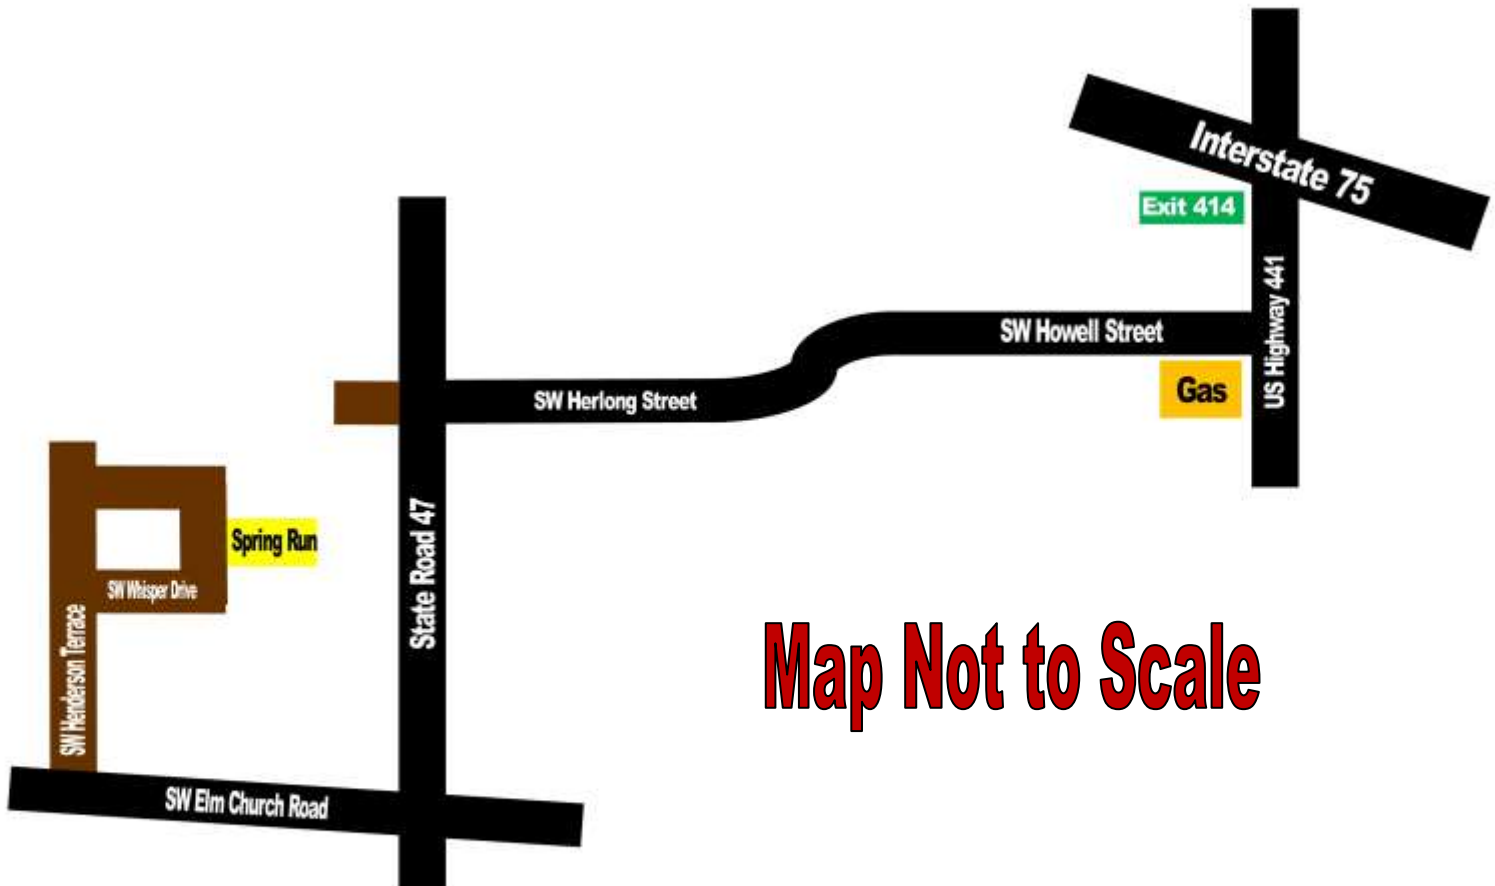 Interstate 75
Exit 414
US Highway 441
SW Howell Street
Gas
SW Herlong Street
State Road 47
Spring Run
SW Whisper Drive
SW Henderson Terrace
Map Not to Scale
SW Elm Church Road